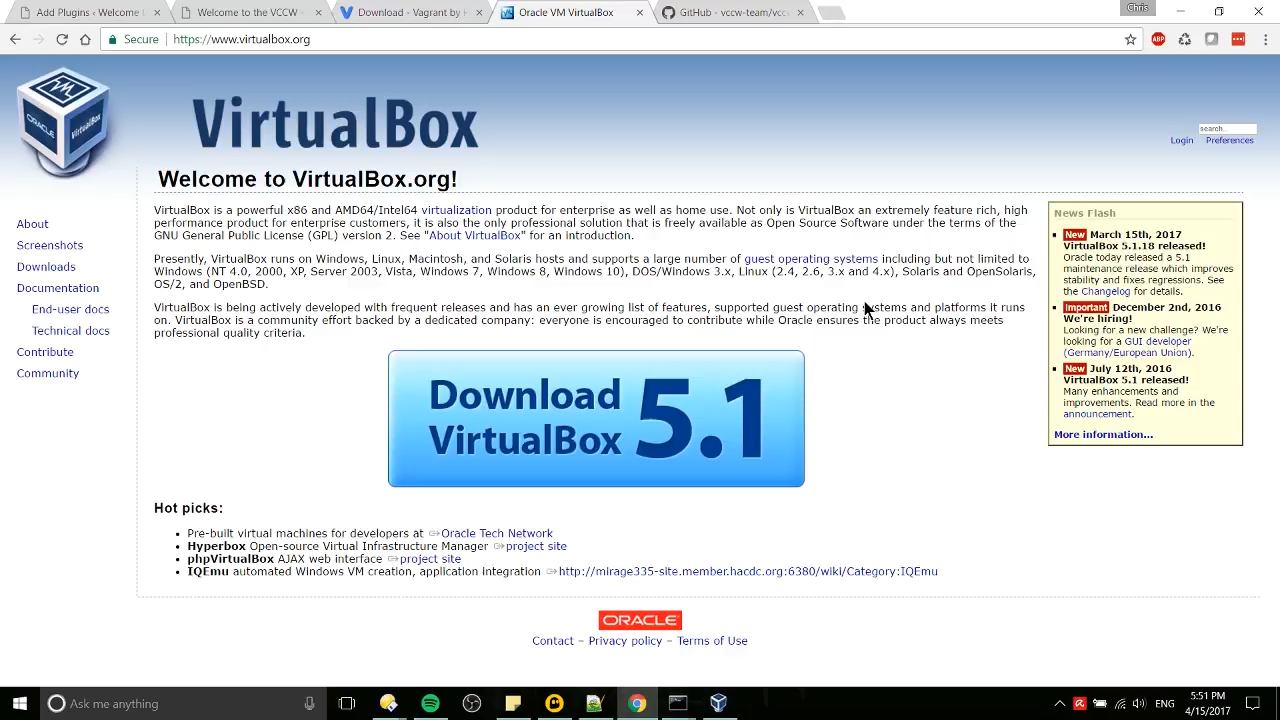 Add Plugins - Welcome t
Welcome to the VCCW -
Download - Vagrant by H
Oracle VM VirtualBox
GitHub - vccw-team/vccw
Chris
Secure
https://www.virtualbox.org
ABP
ORACLE
VirtualBox
VirtualBox
search...
Login
Preferences
Welcome to VirtualBox.org!
VirtualBox is a powerful x86 and AMD64/Intel64 virtualization product for enterprise as well as home use. Not only is VirtualBox an extremely feature rich, high
performance product for enterprise customers, it is also the only professional solution that is freely available as Open Source Software under the terms of the
GNU General Public License (GPL) version 2. See "About VirtualBox" for an introduction.
Presently, VirtualBox runs on Windows, Linux, Macintosh, and Solaris hosts and supports a large number of guest operating systems including but not limited to
Windows (NT 4.0, 2000, XP, Server 2003, Vista, Windows 7, Windows 8, Windows 10), DOS/Windows 3.x, Linux (2.4, 2.6, 3.x and 4.x), Solaris and OpenSolaris,
OS/2, and OpenBSD.
VirtualBox is being actively developed with frequent releases and has an ever growing list of features, supported guest operating systems and platforms it runs
on. VirtualBox is a community effort backed by a dedicated company: everyone is encouraged to contribute while Oracle ensures the product always meets
professional quality criteria.
About
Screenshots
Downloads
Documentation
End-user docs
Technical docs
Contribute
Community
Download
VirtualBox
5.1
Hot picks:
Pre-built virtual machines for developers at Oracle Tech Network
Hyperbox Open-source Virtual Infrastructure Manager project site
phpVirtualBox AJAX web interface project site
IQEmu automated Windows VM creation, application integration http://mirage335-site.member.hacdc.org:6380/wiki/Category:IQEmu
News Flash
New March 15th, 2017
VirtualBox 5.1.18 released!
Oracle today released a 5.1
maintenance release which improves
stability and fixes regressions. See
the Changelog for details.
Important December 2nd, 2016
We're hiring!
Looking for a new challenge? We're
looking for a GUI developer
(Germany/European Union).
New July 12th, 2016
VirtualBox 5.1 released!
Many enhancements and
improvements. Read more in the
announcement.
More information...
ORACLE
Contact – Privacy policy – Terms of Use
Ask me anything
ENG
5:51 PM
4/15/2017